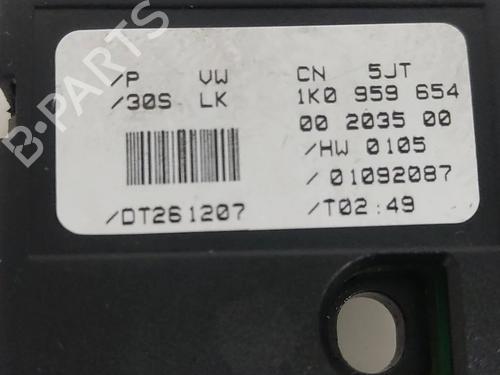 /P VW CN 5JT
/30S LK 1K0 959 654
00 2035 00
/HW 0105
/01092087
/DT261207 /T02:49
B-PARTS